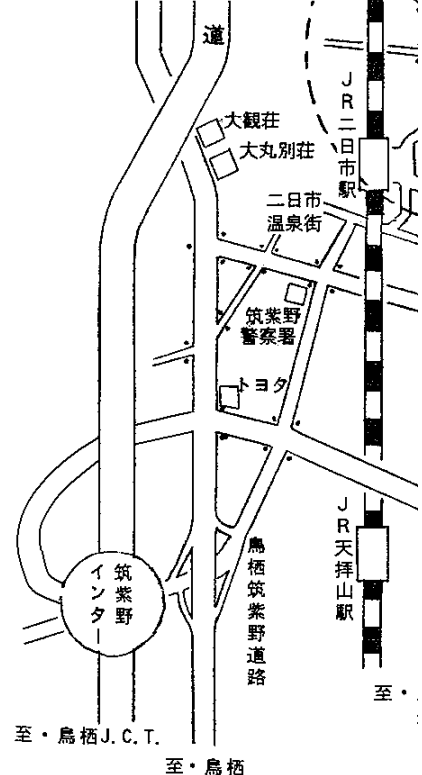 道
大観荘
大丸別荘
JR二日市駅
二日市
温泉街
筑紫野
警察署
トヨタ
JR天拝山駅
鳥栖筑紫野道路
筑紫野
インター
至・
至・鳥栖J.C.T.
至・鳥栖